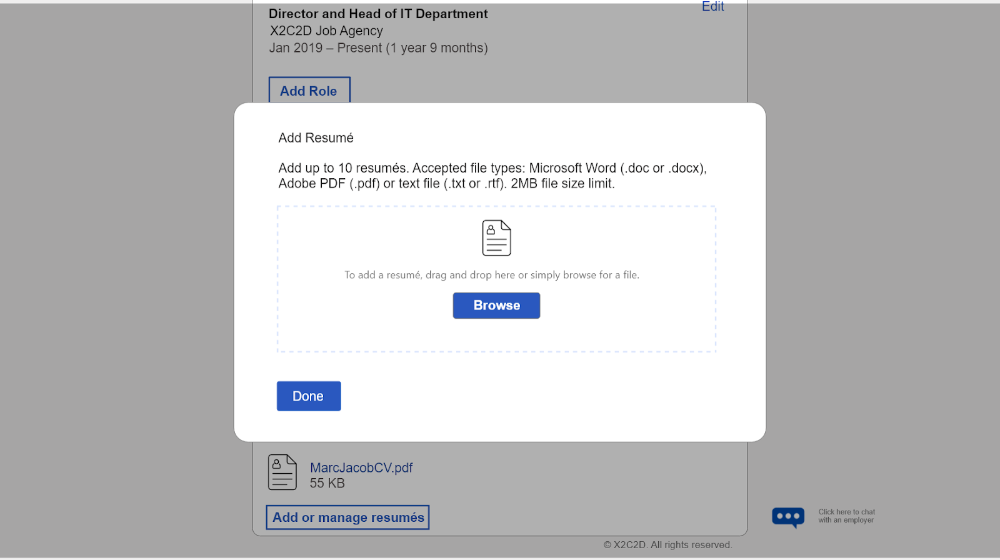 Director and Head of IT Department
Edit
X2C2D Job Agency
Jan 2019 – Present (1 year 9 months)
Add Role
Add Resumé
Add up to 10 resumés. Accepted file types: Microsoft Word (.doc or .docx),
Adobe PDF (.pdf) or text file (.txt or .rtf). 2MB file size limit.
To add a resumé, drag and drop here or simply browse for a file.
Browse
Done
MarcJacobCV.pdf
55 KB
Add or manage resumés
Click here to chat
with an employer
© X2C2D. All rights reserved.